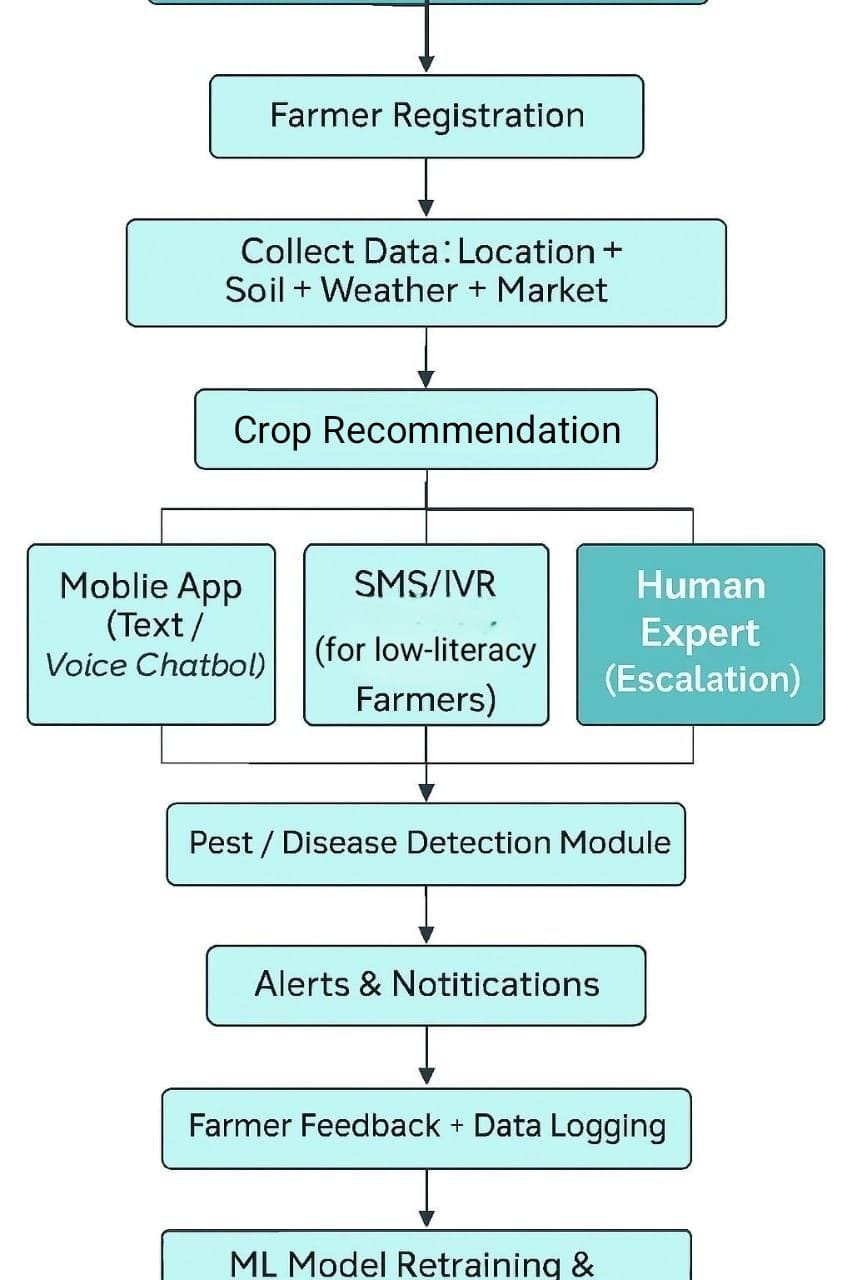 Farmer Registration
Collect Data: Location +
Soil + Weather + Market
Crop Recommendation
Moblie App
(Text /
Voice Chatbol)
SMS/IVR
(for low-literacy
Farmers)
Human
Expert
(Escalation)
Pest / Disease Detection Module
Alerts & Notitications
Farmer Feedback + Data Logging
ML Model Retraining &